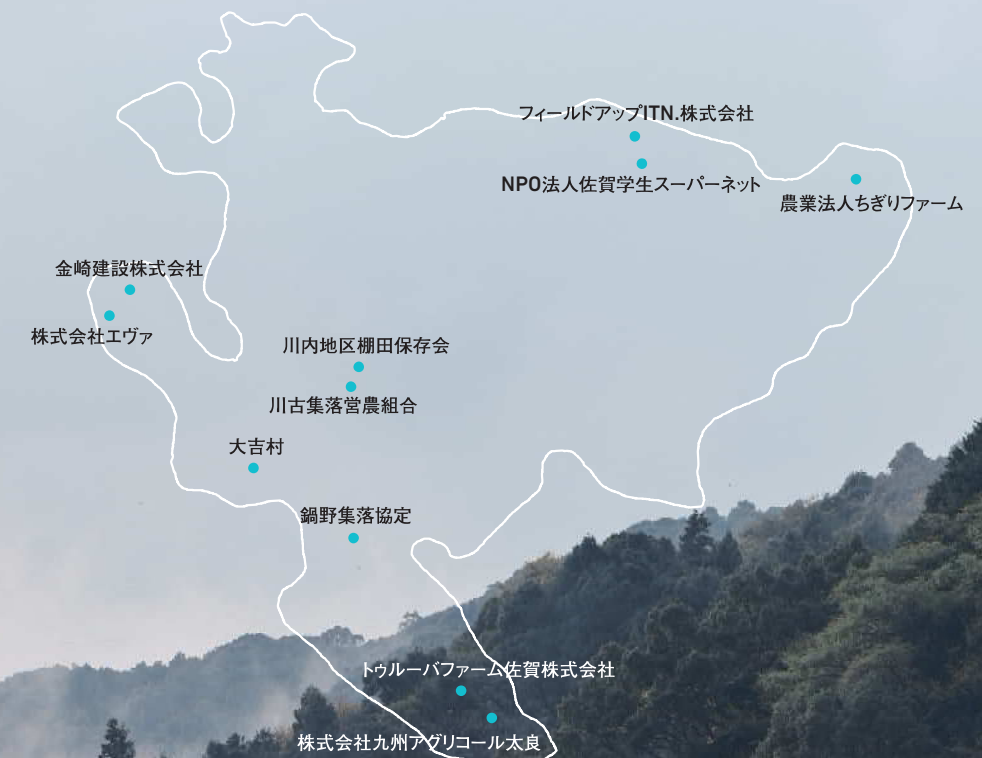 フィールドアップITN.株式会社
NPO法人佐賀学生スーパーネット
農業法人ちぎりファーム
金崎建設株式会社
株式会社エヴァ
川内地区棚田保存会
川古集落営農組合
大吉村
鍋野集落協定
トゥルーバファーム佐賀株式会社
株式会社九州アグリコール太良